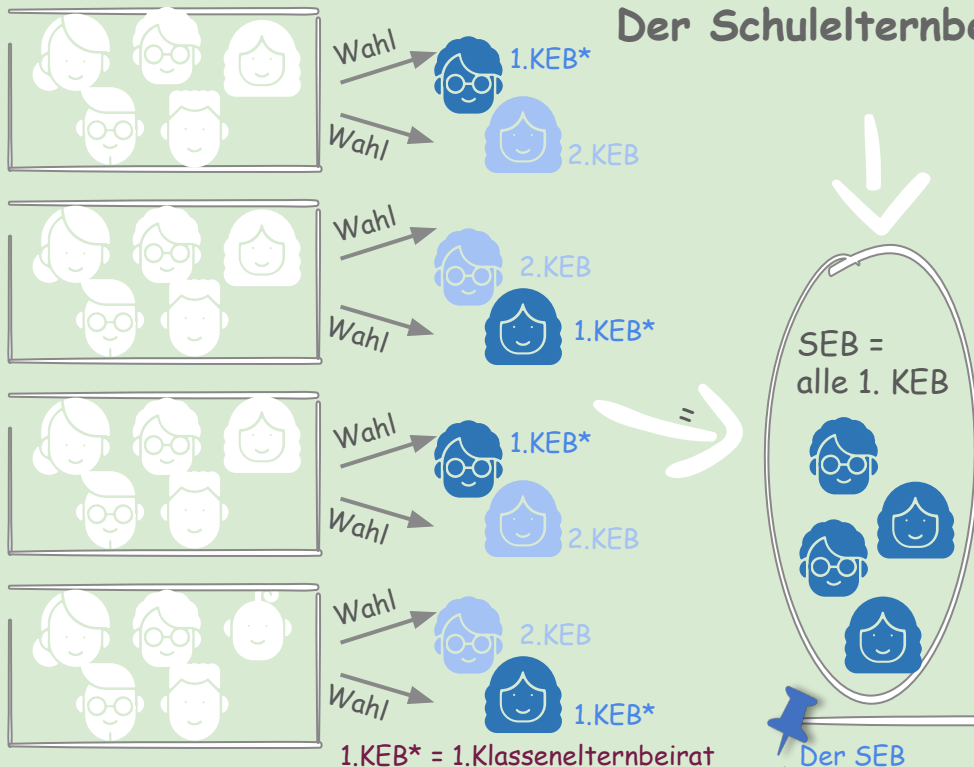 Der Schulelternbe
Wahl
1.KEB*
Wahl
2.KEB
Wahl
2.KEB
Wahl
1.KEB*
Wahl
1.KEB*
Wahl
2.KEB
Wahl
2.KEB
Wahl
1.KEB*
1.KEB* = 1.Klassenelternbeirat
=
SEB =
alle 1. KEB
Der SEB